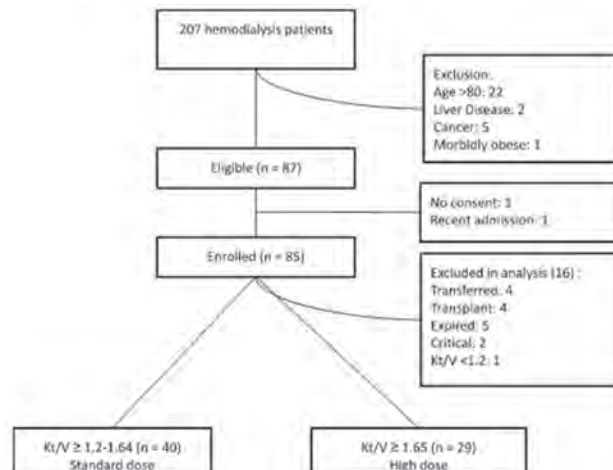 207 hemodialysis patients
Exclusion:
Age >80: 22
Liver Disease: 2
Cancer: 5
Morbidly obese: 1
Eligible (n = 87)
No consent: 1
Recent admission: 1
Enrolled (n = 85)
Excluded in analysis (16) :
Transferred: 4
Transplant: 4
Expired: 5
Critical: 2
Kt/V <1.2: 1
Kt/V ≥ 1.2-1.64 (n = 40)
Standard dose
Kt/V ≥ 1.65 (n = 29)
High dose